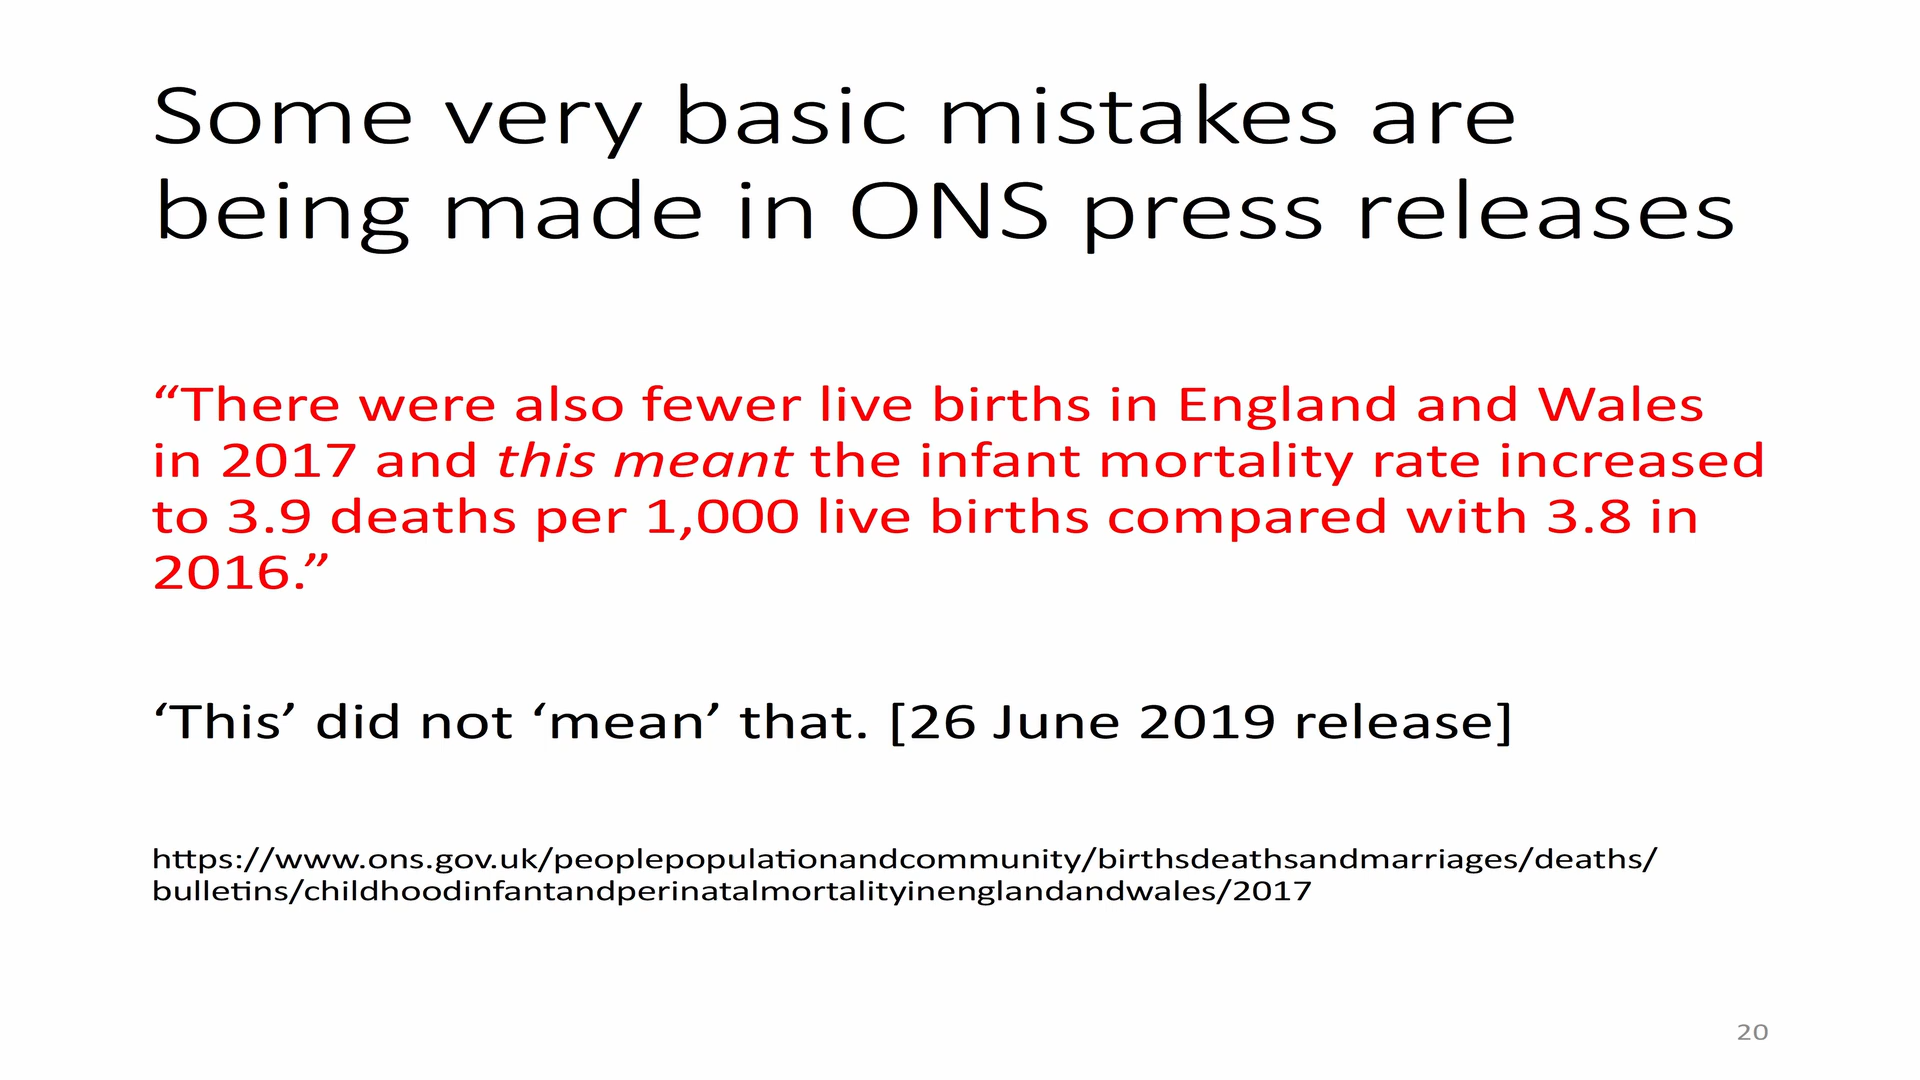 Some very basic mistakes are
being made in ONS press releases
“There were also fewer live births in England and Wales
in 2017 and this meant the infant mortality rate increased
to 3.9 deaths per 1,000 live births compared with 3.8 in
2016.”
‘This’ did not ‘mean’ that. [26 June 2019 release]
https://www.ons.gov.uk/peoplepopulationandcommunity/birthsdeathsandmarriages/deaths/
bulletins/childhoodinfantandperinatalmortalityinenglandandwales/2017
20